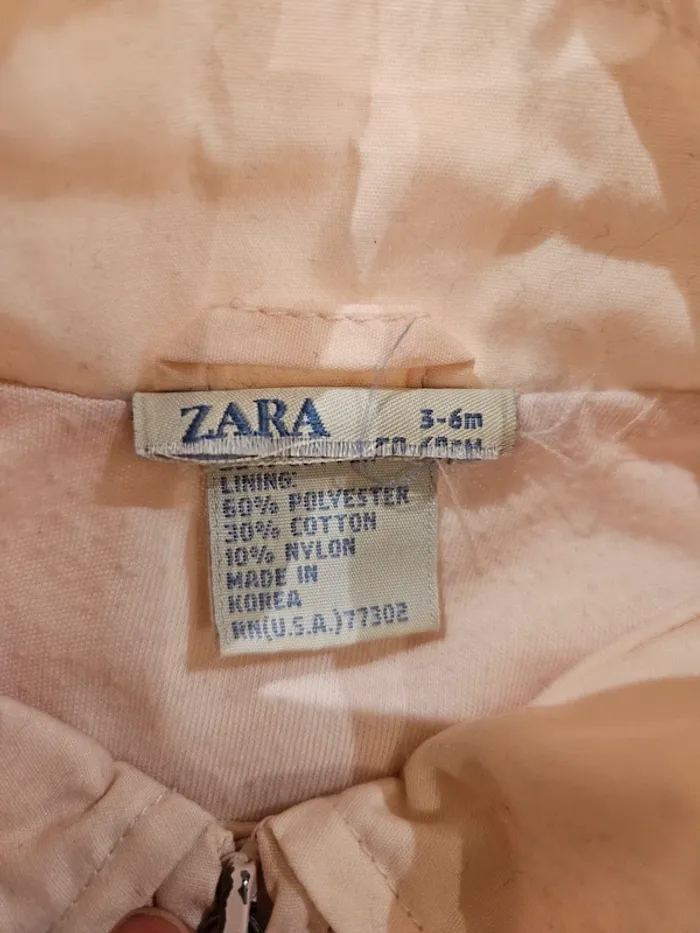 ZARA
3-6m
LINING:
60% POLYESTER
30% COTTON
10% NYLON
MADE IN
KOREA
RN(U.S.A.)77302